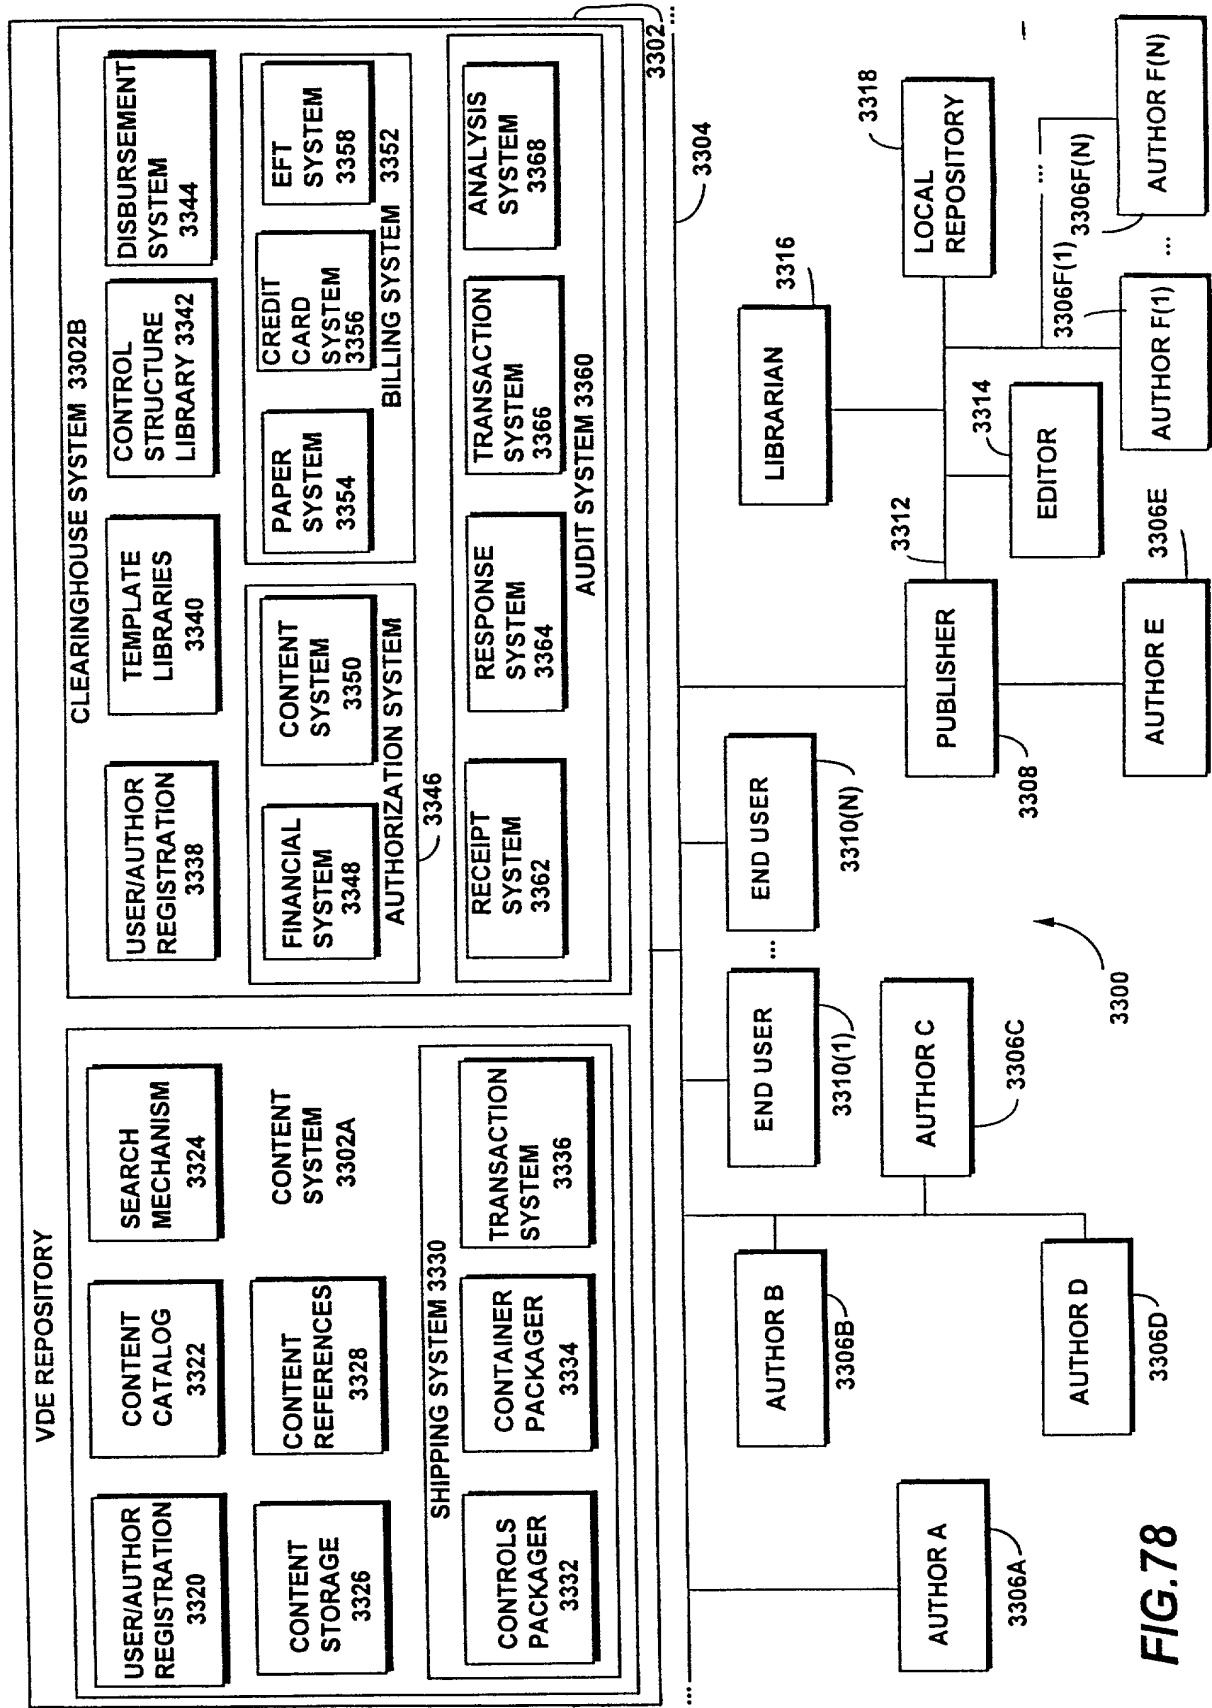 VDE REPOSITORY
USER/AUTHOR
REGISTRATION
3320
CONTENT
CATALOG
3322
SEARCH
MECHANISM
3324
CONTENT
STORAGE
3326
CONTENT
REFERENCES
3328
CONTENT
SYSTEM
3302A
SHIPPING SYSTEM 3330
CONTROLS
PACKAGER
3332
CONTAINER
PACKAGER
3334
TRANSACTION
SYSTEM
3336
CLEARINGHOUSE SYSTEM 3302B
USER/AUTHOR
REGISTRATION
3338
TEMPLATE
LIBRARIES
3340
CONTROL
STRUCTURE
LIBRARY 3342
DISBURSEMENT
SYSTEM
3344
FINANCIAL
SYSTEM
3348
CONTENT
SYSTEM
3350
AUTHORIZATION SYSTEM
3346
PAPER
SYSTEM
3354
CREDIT
CARD
SYSTEM
3356
EFT
SYSTEM
3358
BILLING SYSTEM 3352
RECEIPT
SYSTEM
3362
RESPONSE
SYSTEM
3364
TRANSACTION
SYSTEM
3366
ANALYSIS
SYSTEM
3368
AUDIT SYSTEM 3360
3302
...
...
3304
AUTHOR A
3306A
AUTHOR B
3306B
AUTHOR C
3306C
AUTHOR D
3306D
END USER
3310(1)
...
END USER
3310(N)
3300
PUBLISHER
3308
3312
AUTHOR E
3306E
LIBRARIAN
3316
EDITOR
3314
LOCAL
REPOSITORY
3318
...
AUTHOR F(1)
3306F(1)
...
AUTHOR F(N)
3306F(N)
FIG.78